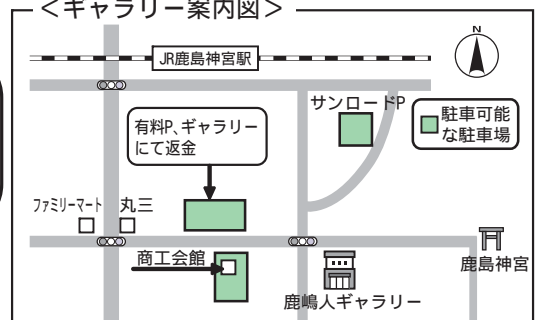 ＜ギャラリー案内図＞
N
JR鹿島神宮駅
サンロードP
駐車可能
な駐車場
有料P、ギャラリー
にて返金
ファミリーマート
丸三
商工会館
鹿島神宮
鹿嶋人ギャラリー